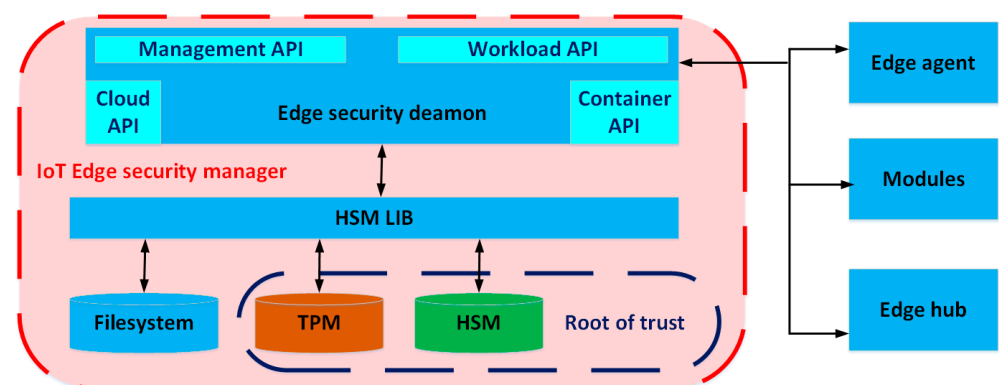 Management API
Workload API
Edge agent
Cloud
API
Edge security deamon
Container
API
IoT Edge security manager
Modules
HSM LIB
Filesystem
TPM
HSM
Root of trust
Edge hub